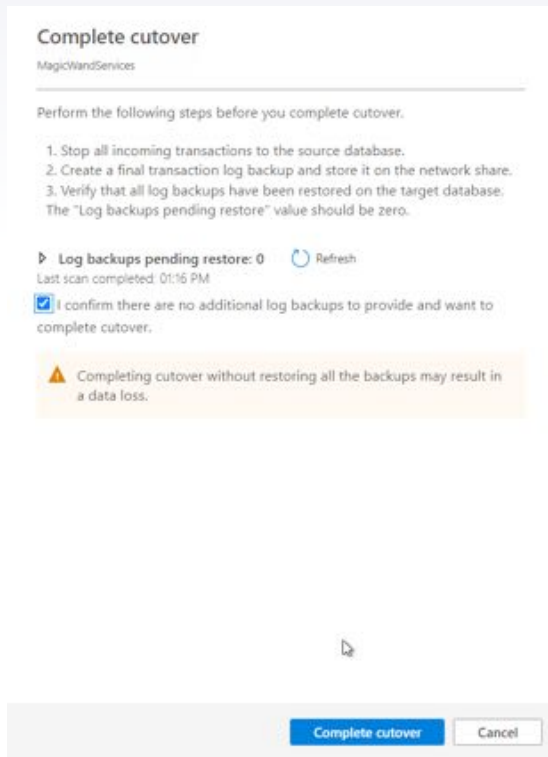 Complete cutover
MagicWandServices
Perform the following steps before you complete cutover.
1. Stop all incoming transactions to the source database.
2. Create a final transaction log backup and store it on the network share.
3. Verify that all log backups have been restored on the target database.
The "Log backups pending restore" value should be zero.
Log backups pending restore: 0 Refresh
Last scan completed: 01:16 PM
I confirm there are no additional log backups to provide and want to
complete cutover.
Completing cutover without restoring all the backups may result in
a data loss.
Complete cutover Cancel